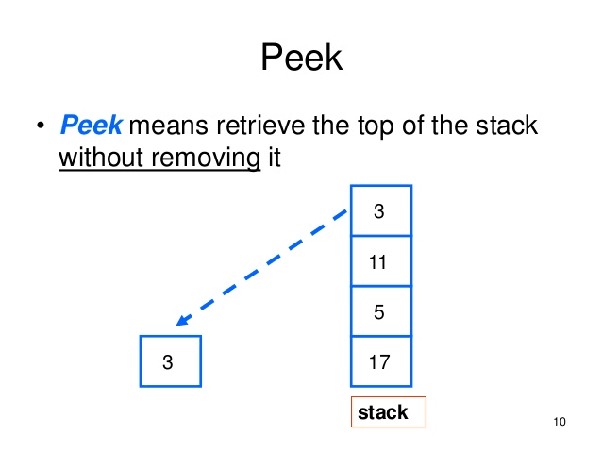 Peek
• Peek means retrieve the top of the stack
without removing it
3
11
5
3
17
stack
10